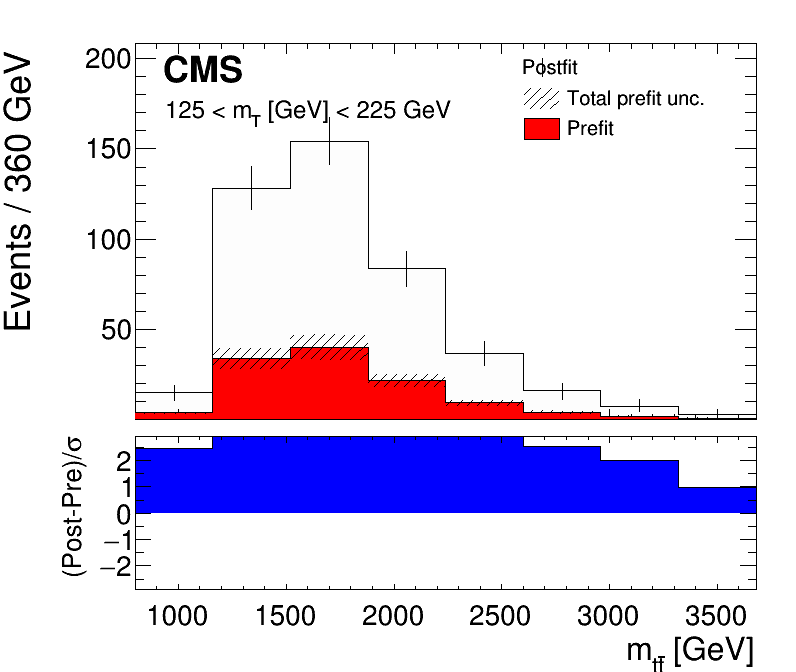 Events / 360 GeV
200
150
100
50
CMS
125 < m_T [GeV] < 225 GeV
Postfit
Total prefit unc.
Prefit
(Post-Pre)/σ
2
1
0
−1
−2
1000 1500 2000 2500 3000 3500
m_tt̄ [GeV]